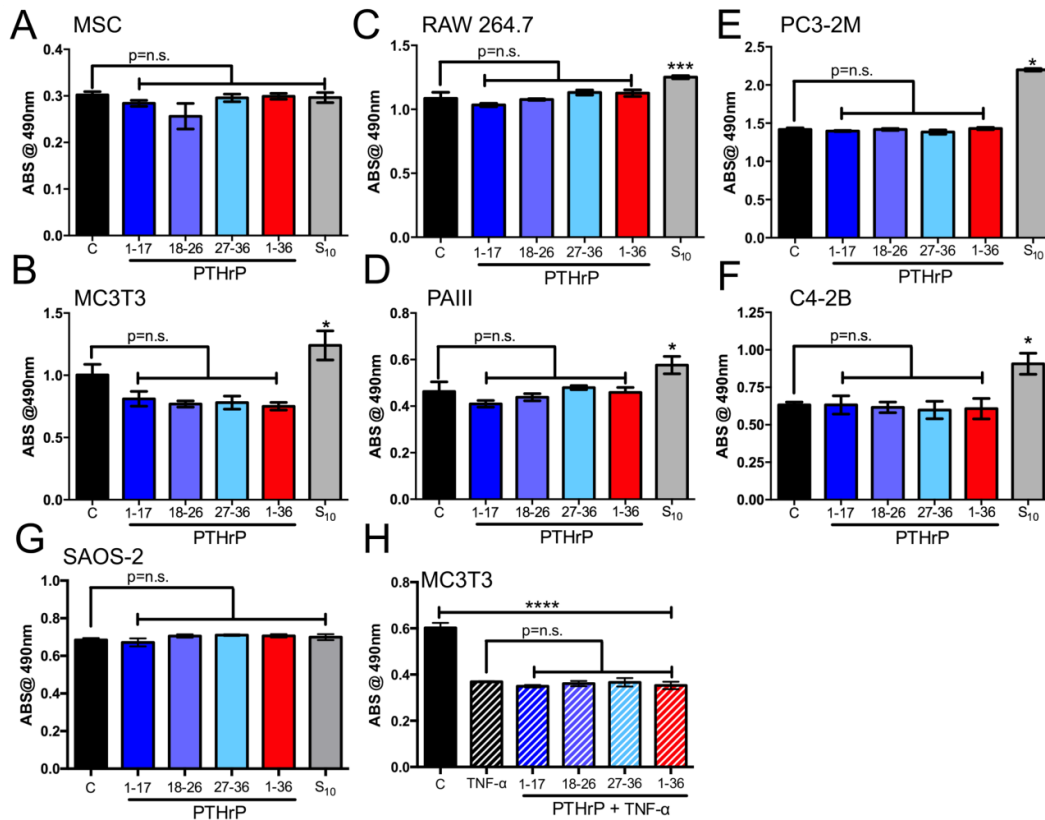 A MSC
p=n.s.
ABS @ 490nm
0.4
0.3
0.2
0.1
0.0
C 1-17 18-26 27-36 1-36 S10
PTHrP
B MC3T3
p=n.s.
*
ABS @490nm
1.5
1.0
0.5
0.0
C 1-17 18-26 27-36 1-36 S10
PTHrP
C RAW 264.7
p=n.s.
***
ABS@ 490nm
1.5
1.0
0.5
0.0
C 1-17 18-26 27-36 1-36 S10
PTHrP
D PAIII
p=n.s.
*
ABS @ 490nm
0.8
0.6
0.4
0.2
0.0
C 1-17 18-26 27-36 1-36 S10
PTHrP
E PC3-2M
p=n.s.
*
ABS@ 490nm
2.5
2.0
1.5
1.0
0.5
0.0
C 1-17 18-26 27-36 1-36 S10
PTHrP
F C4-2B
p=n.s.
*
ABS @ 490nm
1.25
1.00
0.75
0.50
0.25
0.00
C 1-17 18-26 27-36 1-36 S10
PTHrP
G SAOS-2
p=n.s.
ABS@ 490nm
1.0
0.8
0.6
0.4
0.2
0.0
C 1-17 18-26 27-36 1-36 S10
PTHrP
H MC3T3
****
p=n.s.
ABS @ 490nm
0.8
0.6
0.4
0.2
0.0
C TNF-α 1-17 18-26 27-36 1-36
PTHrP + TNF-α